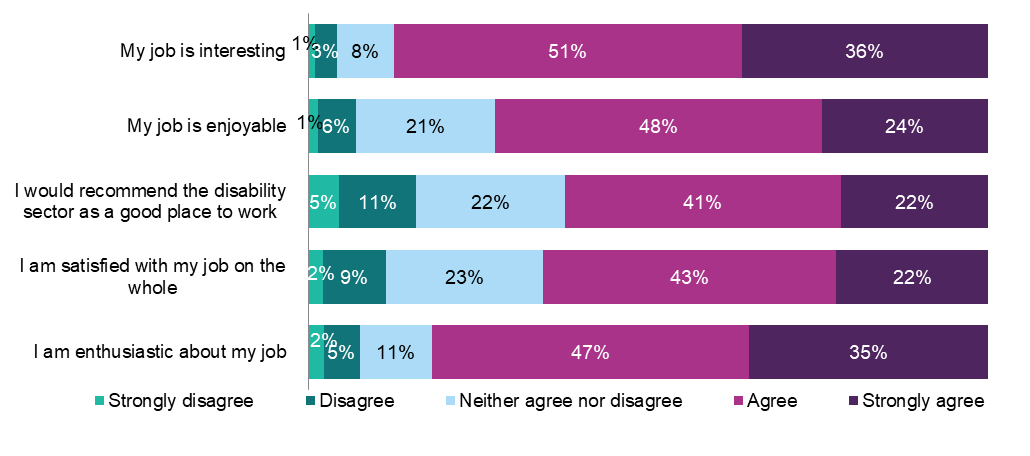 My job is interesting
1% 3% 8% 51% 36%
My job is enjoyable
1% 6% 21% 48% 24%
I would recommend the disability
sector as a good place to work
5% 11% 22% 41% 22%
I am satisfied with my job on the
whole
2% 9% 23% 43% 22%
I am enthusiastic about my job
2% 5% 11% 47% 35%
Strongly disagree Disagree Neither agree nor disagree Agree Strongly agree